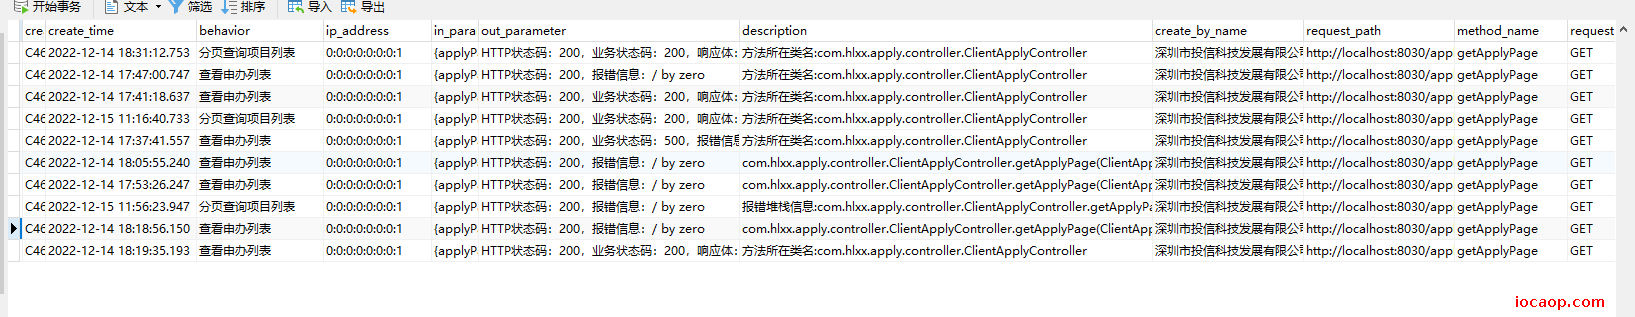 开始事务 文本 筛选 排序 导入 导出
cre create_time behavior ip_address in_para out_parameter description create_by_name request_path method_name request
C46 2022-12-14 18:31:12.753 分页查询项目列表 0:0:0:0:0:0:0:1 {applyP HTTP状态码：200，业务状态码：200，响应体： 方法所在类名:com.hlxx.apply.controller.ClientApplyController 深圳市投信科技发展有限公司 http://localhost:8030/app getApplyPage GET
C46 2022-12-14 17:47:00.747 查看申办列表 0:0:0:0:0:0:0:1 {applyP HTTP状态码：200，报错信息：/ by zero 方法所在类名:com.hlxx.apply.controller.ClientApplyController 深圳市投信科技发展有限公司 http://localhost:8030/app getApplyPage GET
C46 2022-12-14 17:41:18.637 查看申办列表 0:0:0:0:0:0:0:1 {applyP HTTP状态码：200，业务状态码：200，响应体： 方法所在类名:com.hlxx.apply.controller.ClientApplyController 深圳市投信科技发展有限公司 http://localhost:8030/app getApplyPage GET
C46 2022-12-15 11:16:40.733 分页查询项目列表 0:0:0:0:0:0:0:1 {applyP HTTP状态码：200，业务状态码：200，响应体： 方法所在类名:com.hlxx.apply.controller.ClientApplyController 深圳市投信科技发展有限公司 http://localhost:8030/app getApplyPage GET
C46 2022-12-14 17:37:41.557 查看申办列表 0:0:0:0:0:0:0:1 {applyP HTTP状态码：200，业务状态码：500，报错信息 方法所在类名:com.hlxx.apply.controller.ClientApplyController 深圳市投信科技发展有限公司 http://localhost:8030/app getApplyPage GET
C46 2022-12-14 18:05:55.240 查看申办列表 0:0:0:0:0:0:0:1 {applyP HTTP状态码：200，报错信息：/ by zero com.hlxx.apply.controller.ClientApplyController.getApplyPage(ClientApp 深圳市投信科技发展有限公司 http://localhost:8030/app getApplyPage GET
C46 2022-12-14 17:53:26.247 查看申办列表 0:0:0:0:0:0:0:1 {applyP HTTP状态码：200，报错信息：/ by zero com.hlxx.apply.controller.ClientApplyController.getApplyPage(ClientApp 深圳市投信科技发展有限公司 http://localhost:8030/app getApplyPage GET
C46 2022-12-15 11:56:23.947 分页查询项目列表 0:0:0:0:0:0:0:1 {applyP HTTP状态码：200，报错信息：/ by zero 报错堆栈信息:com.hlxx.apply.controller.ClientApplyController.getApplyPa 深圳市投信科技发展有限公司 http://localhost:8030/app getApplyPage GET
C46 2022-12-14 18:18:56.150 查看申办列表 0:0:0:0:0:0:0:1 {applyP HTTP状态码：200，报错信息：/ by zero com.hlxx.apply.controller.ClientApplyController.getApplyPage(ClientApp 深圳市投信科技发展有限公司 http://localhost:8030/app getApplyPage GET
C46 2022-12-14 18:19:35.193 查看申办列表 0:0:0:0:0:0:0:1 {applyP HTTP状态码：200，业务状态码：200，响应体： 方法所在类名:com.hlxx.apply.controller.ClientApplyController 深圳市投信科技发展有限公司 http://localhost:8030/app getApplyPage GET
iocaop.com